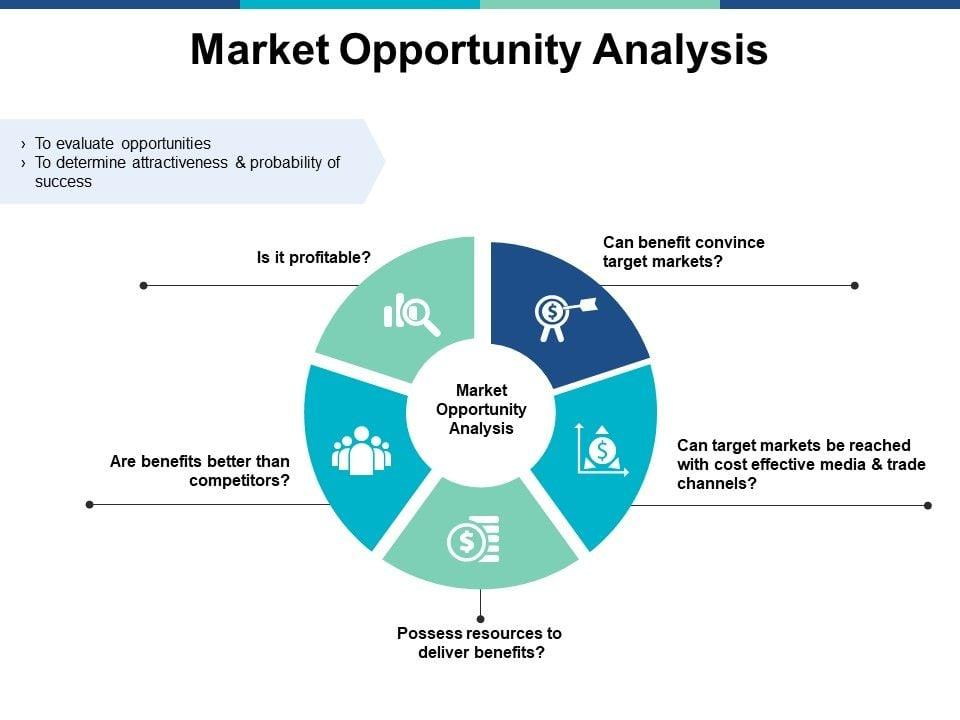 Market Opportunity Analysis
› To evaluate opportunities
› To determine attractiveness & probability of
success
Is it profitable?
Can benefit convince
target markets?
Market
Opportunity
Analysis
Are benefits better than
competitors?
Can target markets be reached
with cost effective media & trade
channels?
Possess resources to
deliver benefits?
$
$
$